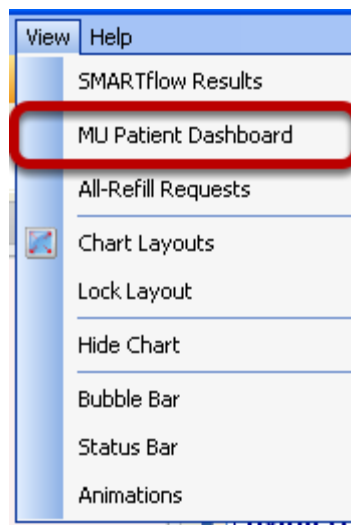 View Help
SMARTflow Results
MU Patient Dashboard
All-Refill Requests
Chart Layouts
Lock Layout
Hide Chart
Bubble Bar
Status Bar
Animations